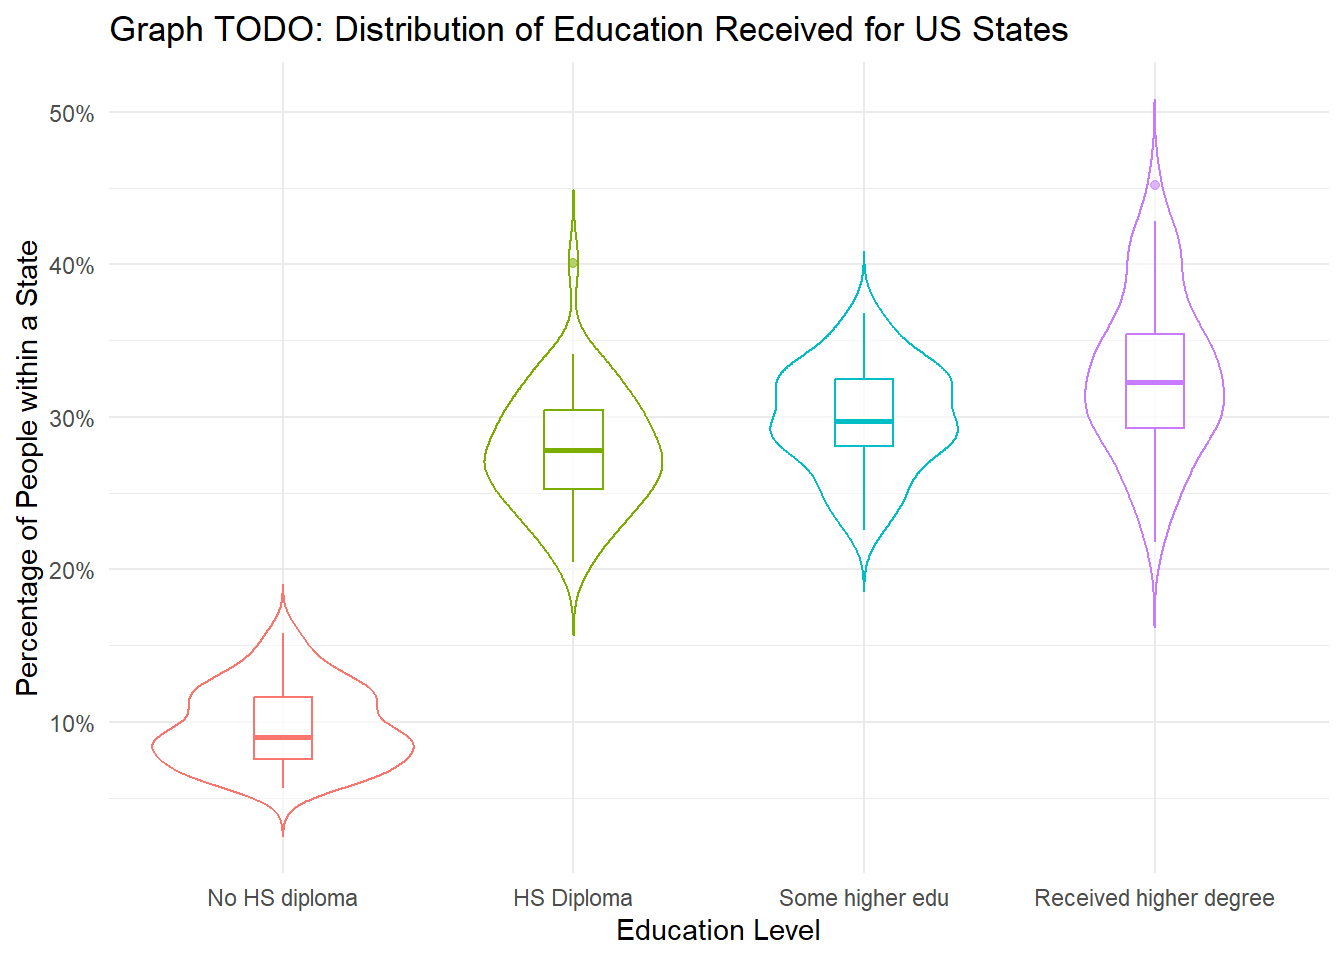 Graph TODO: Distribution of Education Received for US States
Percentage of People within a State
50%
40%
30%
20%
10%
No HS diploma
HS Diploma
Some higher edu
Received higher degree
Education Level